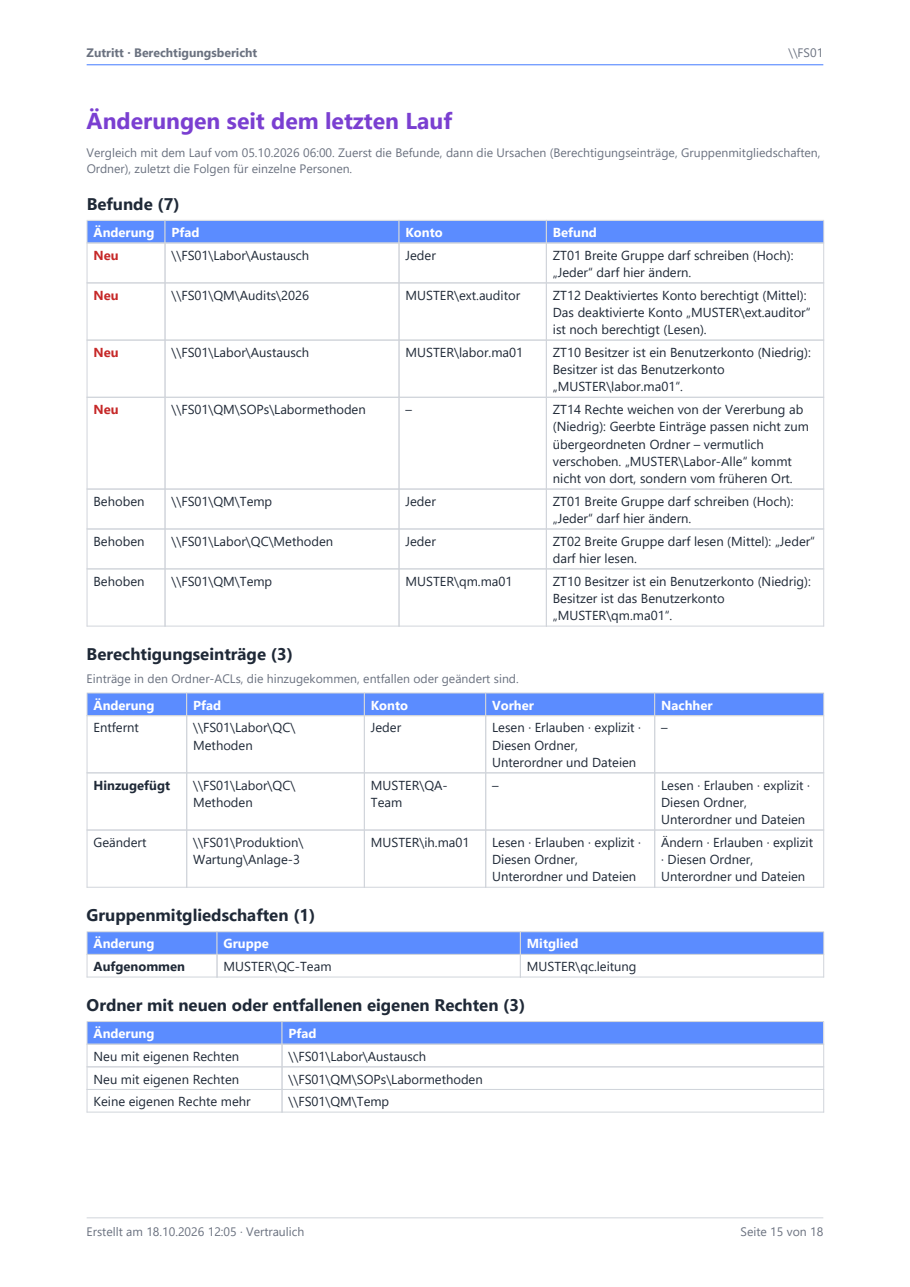 Zutritt · Berechtigungsbericht
\\FS01
Änderungen seit dem letzten Lauf
Vergleich mit dem Lauf vom 05.10.2026 06:00. Zuerst die Befunde, dann die Ursachen (Berechtigungseinträge, Gruppenmitgliedschaften,
Ordner), zuletzt die Folgen für einzelne Personen.
Befunde (7)
Änderung Pfad Konto Befund
Neu \\FS01\Labor\Austausch Jeder ZT01 Breite Gruppe darf schreiben (Hoch):
„Jeder“ darf hier ändern.
Neu \\FS01\QM\Audits\2026 MUSTER\ext.auditor ZT12 Deaktiviertes Konto berechtigt (Mittel):
Das deaktivierte Konto „MUSTER\ext.auditor“
ist noch berechtigt (Lesen).
Neu \\FS01\Labor\Austausch MUSTER\labor.ma01 ZT10 Besitzer ist ein Benutzerkonto (Niedrig):
Besitzer ist das Benutzerkonto
„MUSTER\labor.ma01“.
Neu \\FS01\QM\SOPs\Labormethoden – ZT14 Rechte weichen von der Vererbung ab
(Niedrig): Geerbte Einträge passen nicht zum
übergeordneten Ordner – vermutlich
verschoben. „MUSTER\Labor-Alle“ kommt
nicht von dort, sondern vom früheren Ort.
Behoben \\FS01\QM\Temp Jeder ZT01 Breite Gruppe darf schreiben (Hoch):
„Jeder“ darf hier ändern.
Behoben \\FS01\Labor\QC\Methoden Jeder ZT02 Breite Gruppe darf lesen (Mittel): „Jeder“
darf hier lesen.
Behoben \\FS01\QM\Temp MUSTER\qm.ma01 ZT10 Besitzer ist ein Benutzerkonto (Niedrig):
Besitzer ist das Benutzerkonto
„MUSTER\qm.ma01“.
Berechtigungseinträge (3)
Einträge in den Ordner-ACLs, die hinzugekommen, entfallen oder geändert sind.
Änderung Pfad Konto Vorher Nachher
Entfernt \\FS01\Labor\QC\ Jeder Lesen · Erlauben · explizit · –
Methoden Diesen Ordner,
Unterordner und Dateien
Hinzugefügt \\FS01\Labor\QC\ MUSTER\QA- – Lesen · Erlauben · explizit ·
Methoden Team Diesen Ordner,
Unterordner und Dateien
Geändert \\FS01\Produktion\ MUSTER\ih.ma01 Lesen · Erlauben · explizit · Ändern · Erlauben · explizit
Wartung\Anlage-3 Diesen Ordner, · Diesen Ordner,
Unterordner und Dateien Unterordner und Dateien
Gruppenmitgliedschaften (1)
Änderung Gruppe Mitglied
Aufgenommen MUSTER\QC-Team MUSTER\qc.leitung
Ordner mit neuen oder entfallenen eigenen Rechten (3)
Änderung Pfad
Neu mit eigenen Rechten \\FS01\Labor\Austausch
Neu mit eigenen Rechten \\FS01\QM\SOPs\Labormethoden
Keine eigenen Rechte mehr \\FS01\QM\Temp
Erstellt am 18.10.2026 12:05 · Vertraulich
Seite 15 von 18